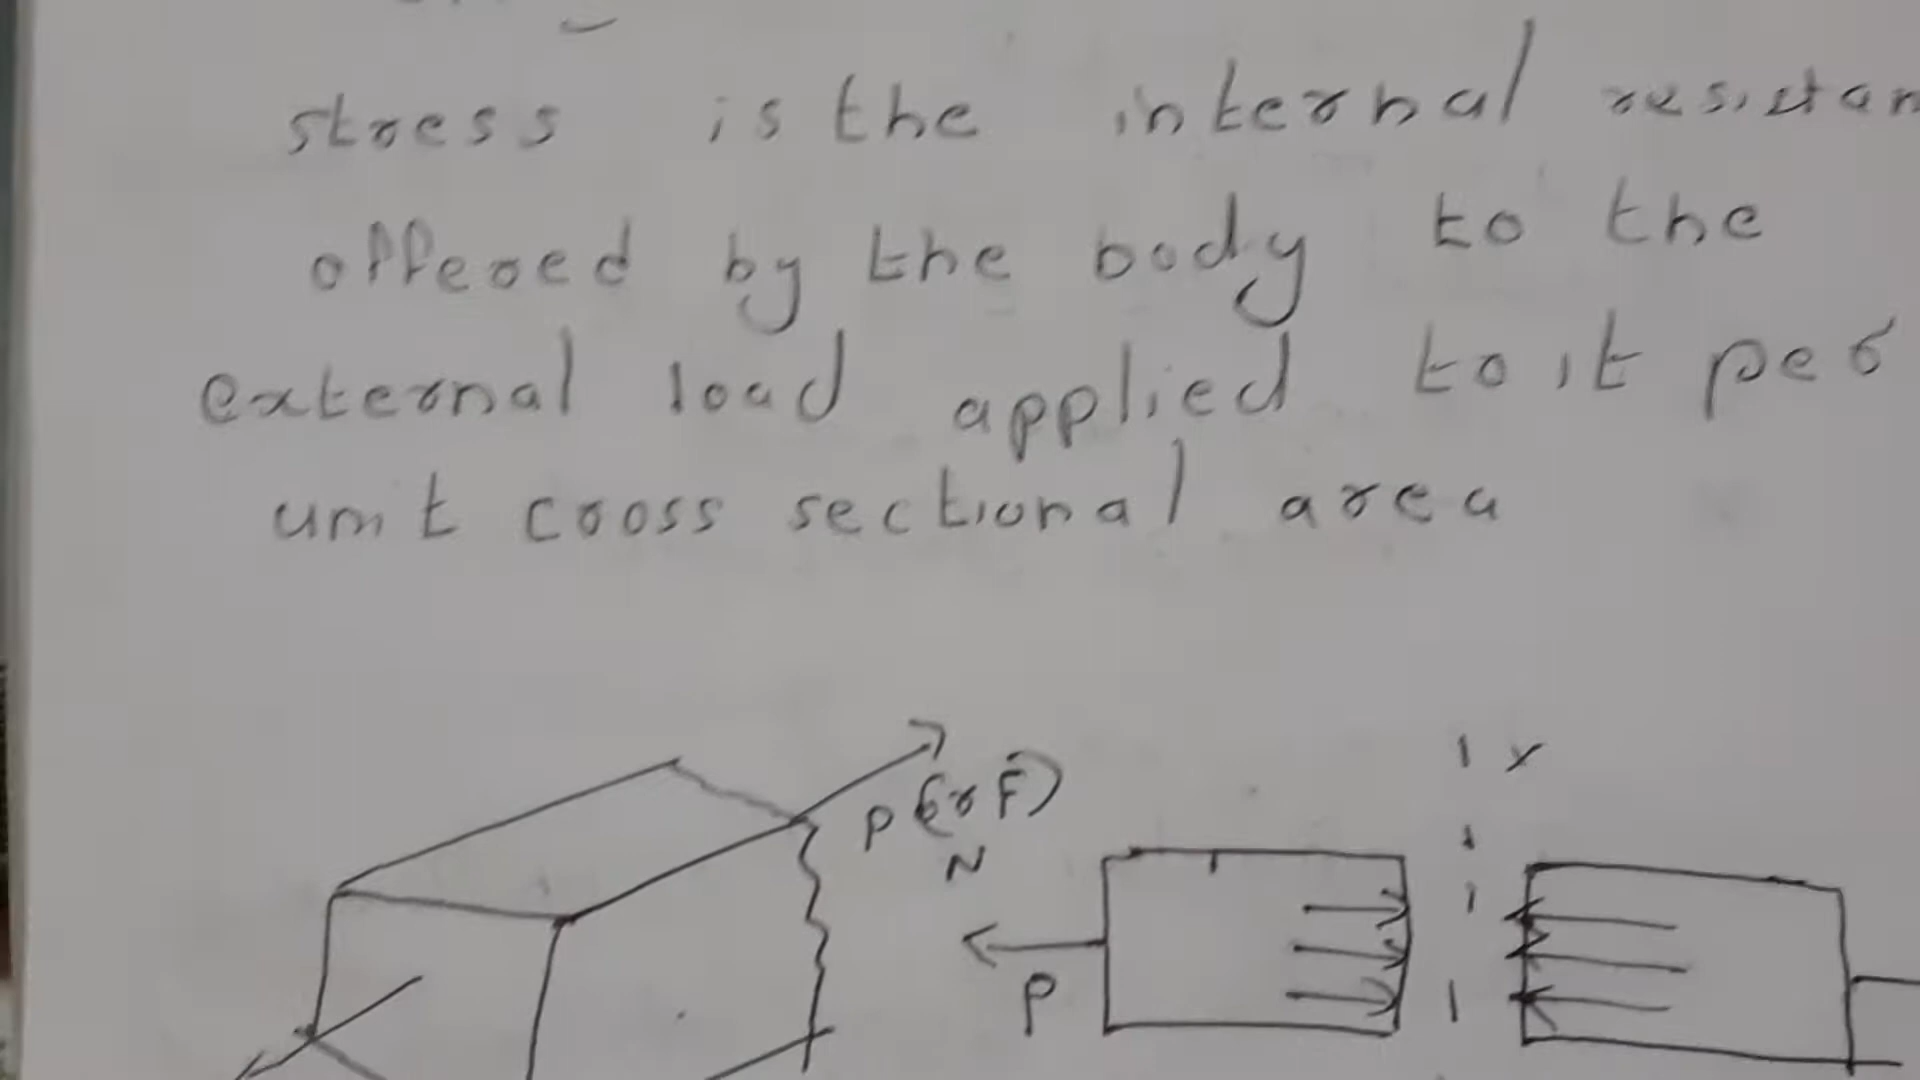 stress is the internal resistan
offered by the body to the
external load applied to it per
unit cross sectional area
P (or F)
N
P
x